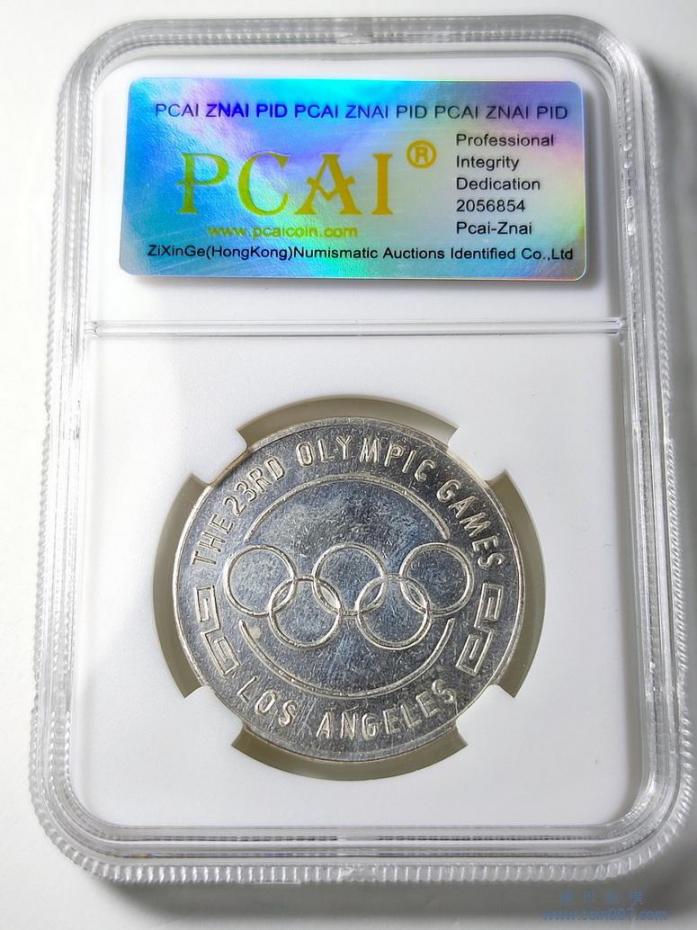 PCAI ZNAI PID PCAI ZNAI PID PCAI ZNAI PID
PCAI®
Professional
Integrity
Dedication
2056854
Pcai-Znai
www.pcaicoin.com
ZiXinGe(HongKong)Numismatic Auctions Identified Co.,Ltd
THE 23RD OLYMPIC GAMES
LOS ANGELES